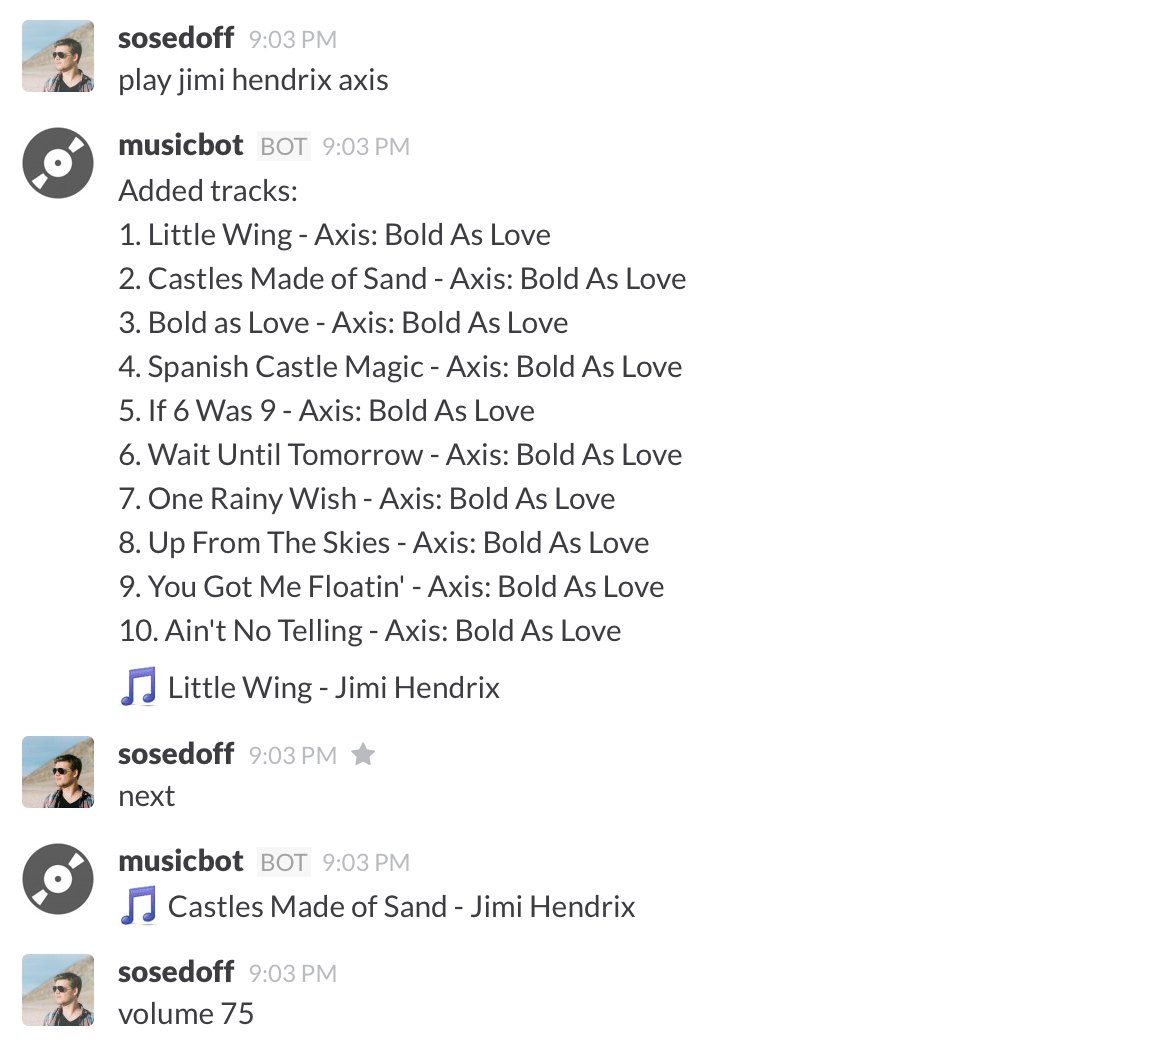 sosedoff 9:03 PM
play jimi hendrix axis
musicbot BOT 9:03 PM
Added tracks:
1. Little Wing - Axis: Bold As Love
2. Castles Made of Sand - Axis: Bold As Love
3. Bold as Love - Axis: Bold As Love
4. Spanish Castle Magic - Axis: Bold As Love
5. If 6 Was 9 - Axis: Bold As Love
6. Wait Until Tomorrow - Axis: Bold As Love
7. One Rainy Wish - Axis: Bold As Love
8. Up From The Skies - Axis: Bold As Love
9. You Got Me Floatin' - Axis: Bold As Love
10. Ain't No Telling - Axis: Bold As Love
Little Wing - Jimi Hendrix
sosedoff 9:03 PM
next
musicbot BOT 9:03 PM
Castles Made of Sand - Jimi Hendrix
sosedoff 9:03 PM
volume 75